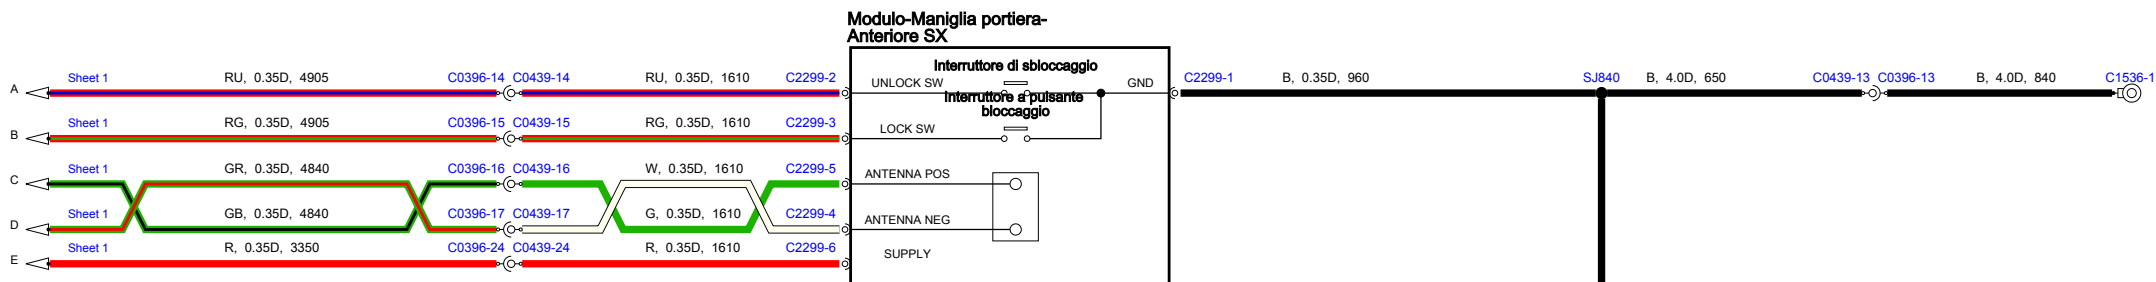 Modulo-Maniglia portiera-
Anteriore SX
A Sheet 1 RU, 0.35D, 4905 C0396-14 C0439-14 RU, 0.35D, 1610 C2299-2 UNLOCK SW Interruttore di sbloccaggio GND C2299-1 B, 0.35D, 960 SJ840 B, 4.0D, 650 C0439-13 C0396-13 B, 4.0D, 840 C1536-1
Interruttore a pulsante
bloccaggio
B Sheet 1 RG, 0.35D, 4905 C0396-15 C0439-15 RG, 0.35D, 1610 C2299-3 LOCK SW
C Sheet 1 GR, 0.35D, 4840 C0396-16 C0439-16 W, 0.35D, 1610 C2299-5 ANTENNA POS
D Sheet 1 GB, 0.35D, 4840 C0396-17 C0439-17 G, 0.35D, 1610 C2299-4 ANTENNA NEG
E Sheet 1 R, 0.35D, 3350 C0396-24 C0439-24 R, 0.35D, 1610 C2299-6 SUPPLY